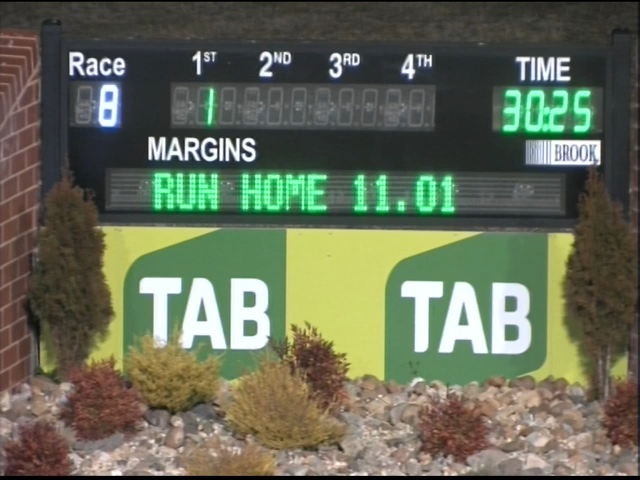 Race 1ST 2ND 3RD 4TH TIME
8 1 30:25
MARGINS BROOK
RUN HOME 11.01
TAB TAB